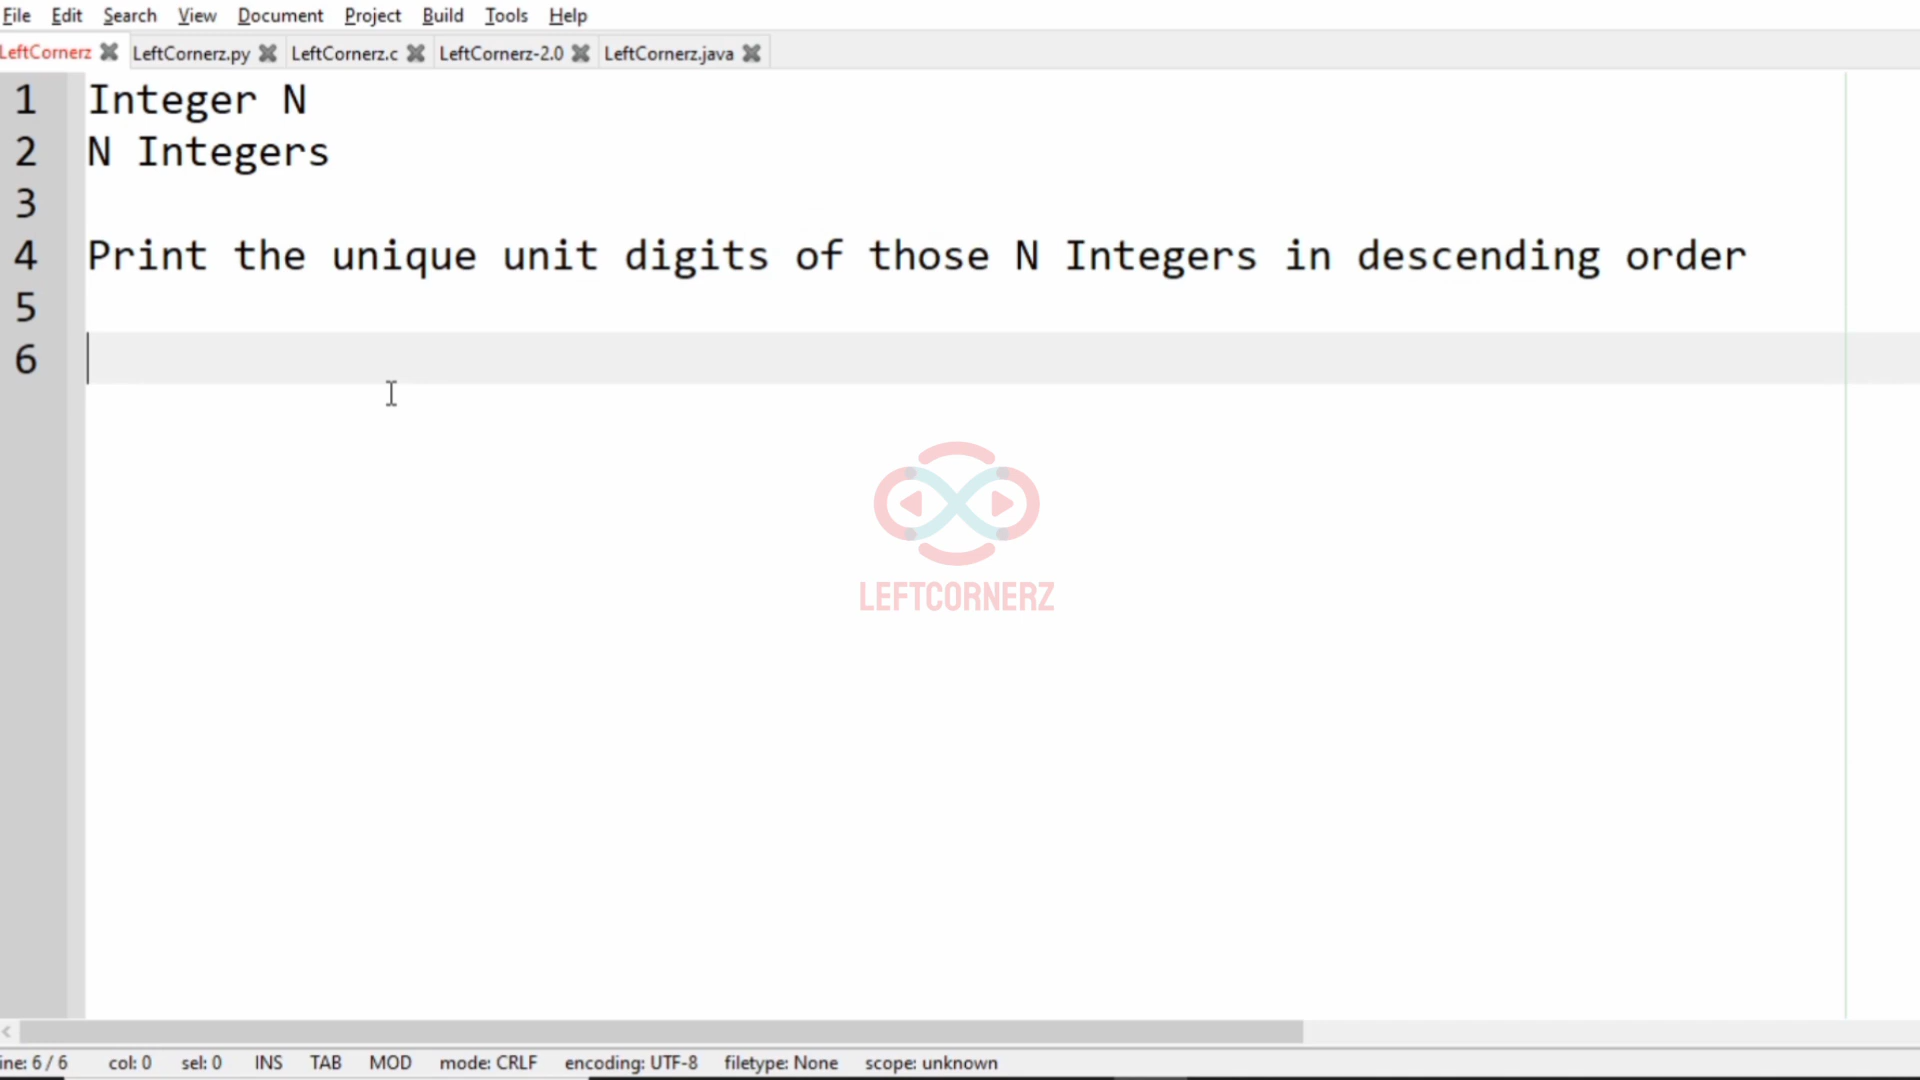 File Edit Search View Document Project Build Tools Help
LeftCornerz LeftCornerz.py LeftCornerz.c LeftCornerz-2.0 LeftCornerz.java
1 Integer N
2 N Integers
3
4 Print the unique unit digits of those N Integers in descending order
5
6
LEFTCORNERZ
ine: 6 / 6 col: 0 sel: 0 INS TAB MOD mode: CRLF encoding: UTF-8 filetype: None scope: unknown